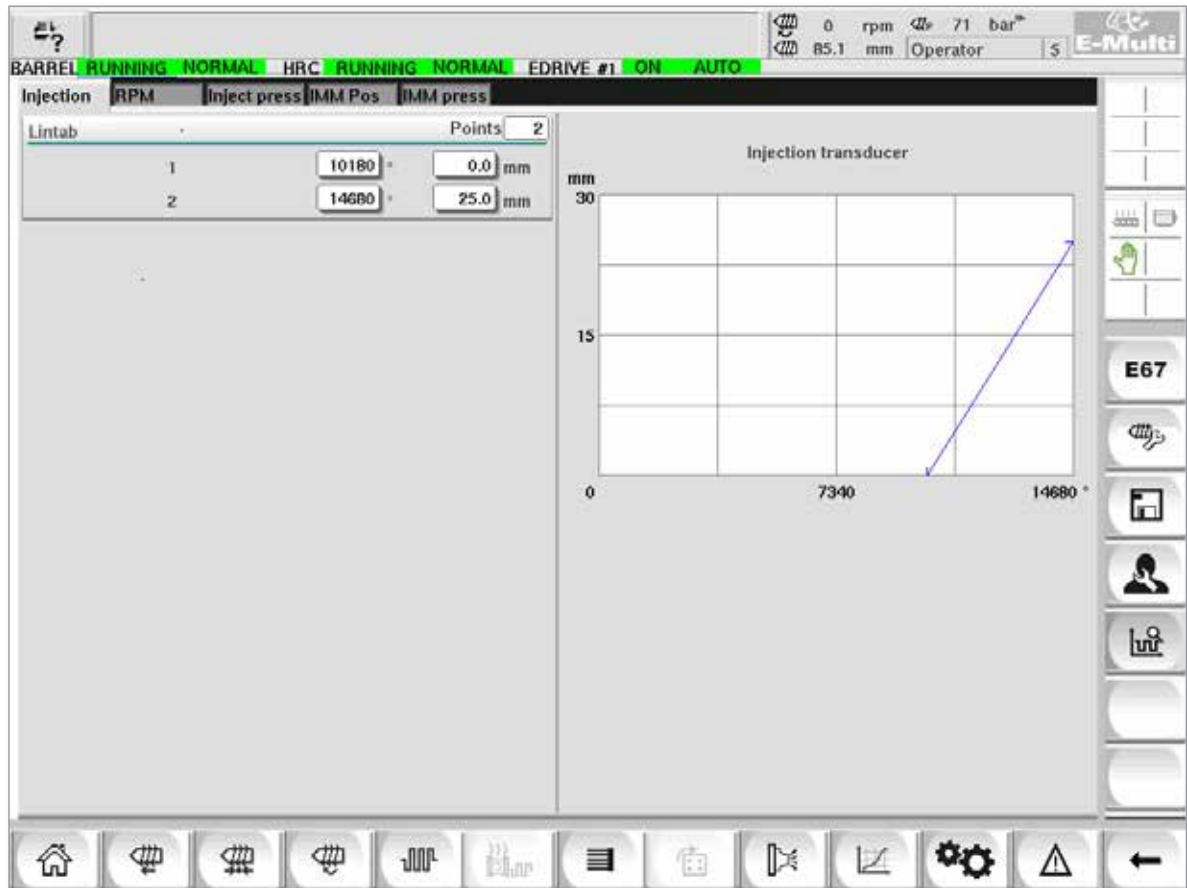 ?
0 rpm 71 bar
85.1 mm Operator 5 E-Multi
BARREL RUNNING NORMAL HRC RUNNING NORMAL EDRIVE #1 ON AUTO
Injection RPM Inject press IMM Pos IMM press
Lintab Points 2
1 10180 ° 0.0 mm
2 14680 ° 25.0 mm
Injection transducer
mm
30
15
0 7340 14680 °
E67